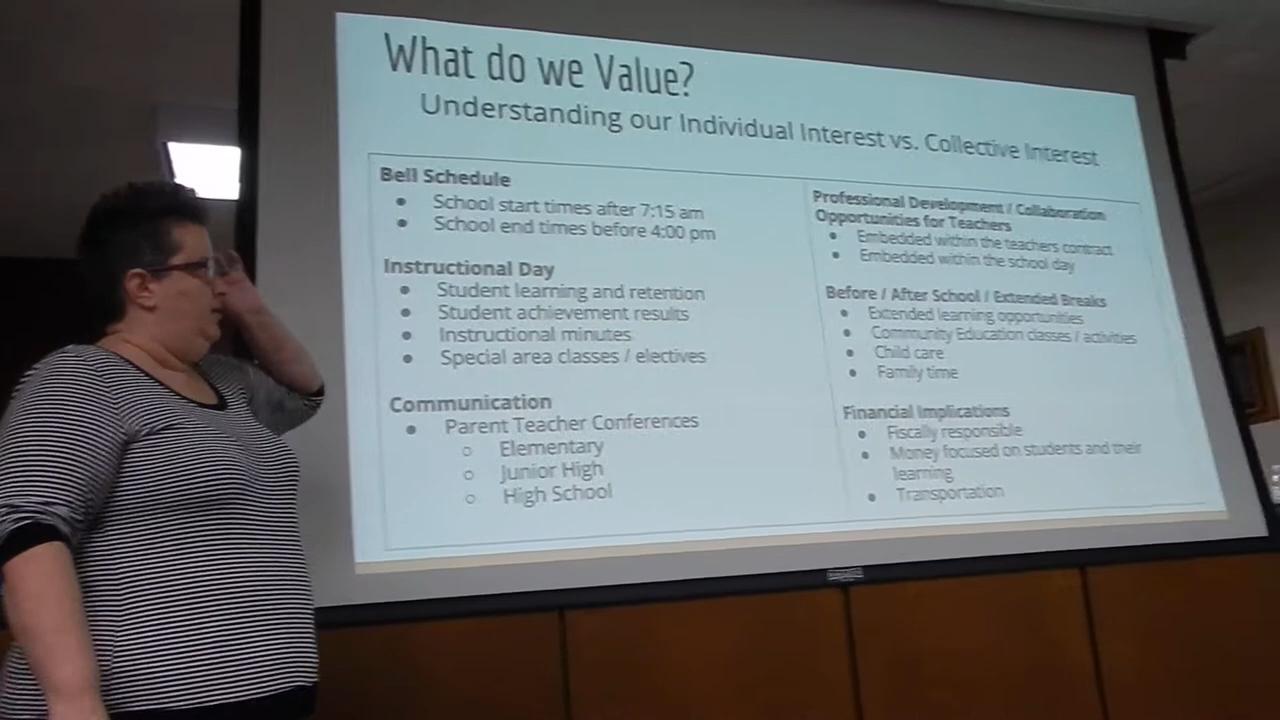 What do we Value?
Understanding our Individual Interest vs. Collective Interest
Bell Schedule
School start times after 7:15 am
School end times before 4:00 pm
Instructional Day
Student learning and retention
Student achievement results
Instructional minutes
Special area classes / electives
Communication
Parent Teacher Conferences
Elementary
Junior High
High School
Professional Development / Collaboration
Opportunities for Teachers
Embedded within the teachers contract
Embedded within the school day
Before / After School / Extended Breaks
Extended learning opportunities
Community Education classes / activities
Child care
Family time
Financial Implications
Fiscally responsible
Money focused on students and their
learning
Transportation